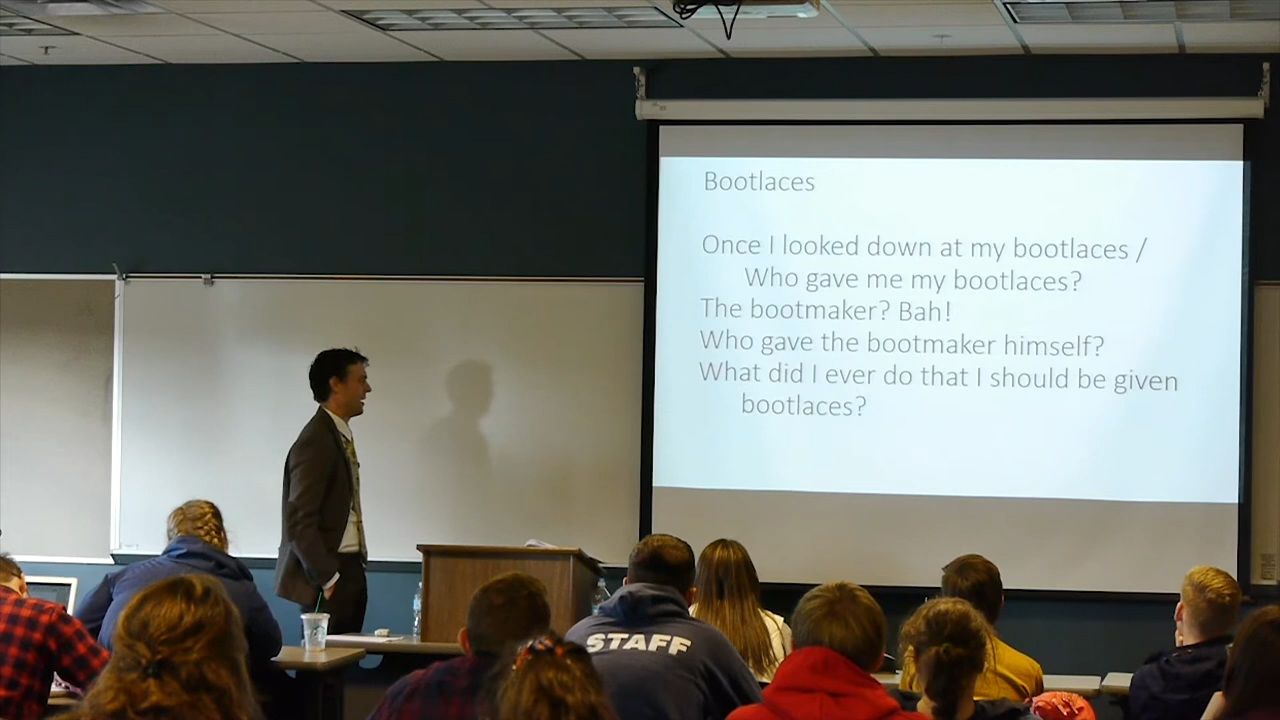 Bootlaces
Once I looked down at my bootlaces /
Who gave me my bootlaces?
The bootmaker? Bah!
Who gave the bootmaker himself?
What did I ever do that I should be given
bootlaces?
STAFF